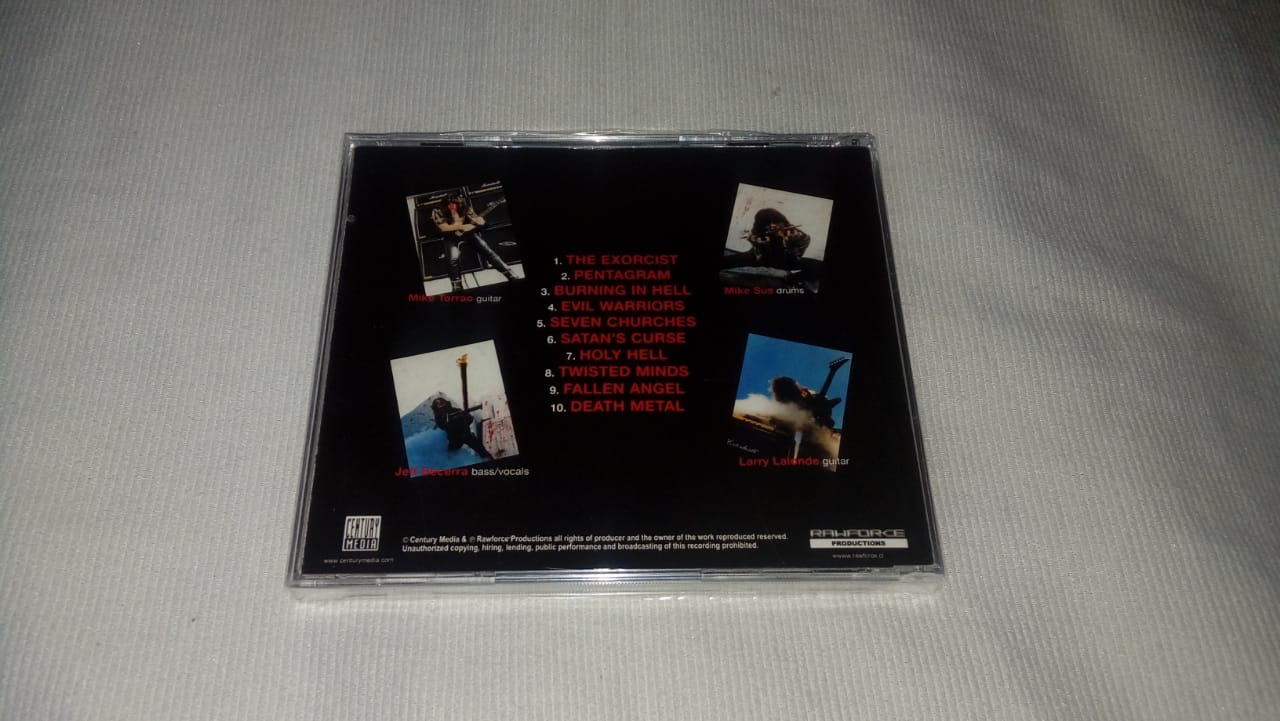 Mike Torrao guitar
Mike Sus drums
1. THE EXORCIST
2. PENTAGRAM
3. BURNING IN HELL
4. EVIL WARRIORS
5. SEVEN CHURCHES
6. SATAN'S CURSE
7. HOLY HELL
8. TWISTED MINDS
9. FALLEN ANGEL
10. DEATH METAL
Jeff Becerra bass/vocals
Larry Lalonde guitar
CENTURY
MEDIA
www.centurymedia.com
© Century Media & ℗ Rawforce Productions all rights of producer and the owner of the work reproduced reserved.
Unauthorized copying, hiring, lending, public performance and broadcasting of this recording prohibited.
RAWFORCE
PRODUCTIONS
www.rawforce.cl